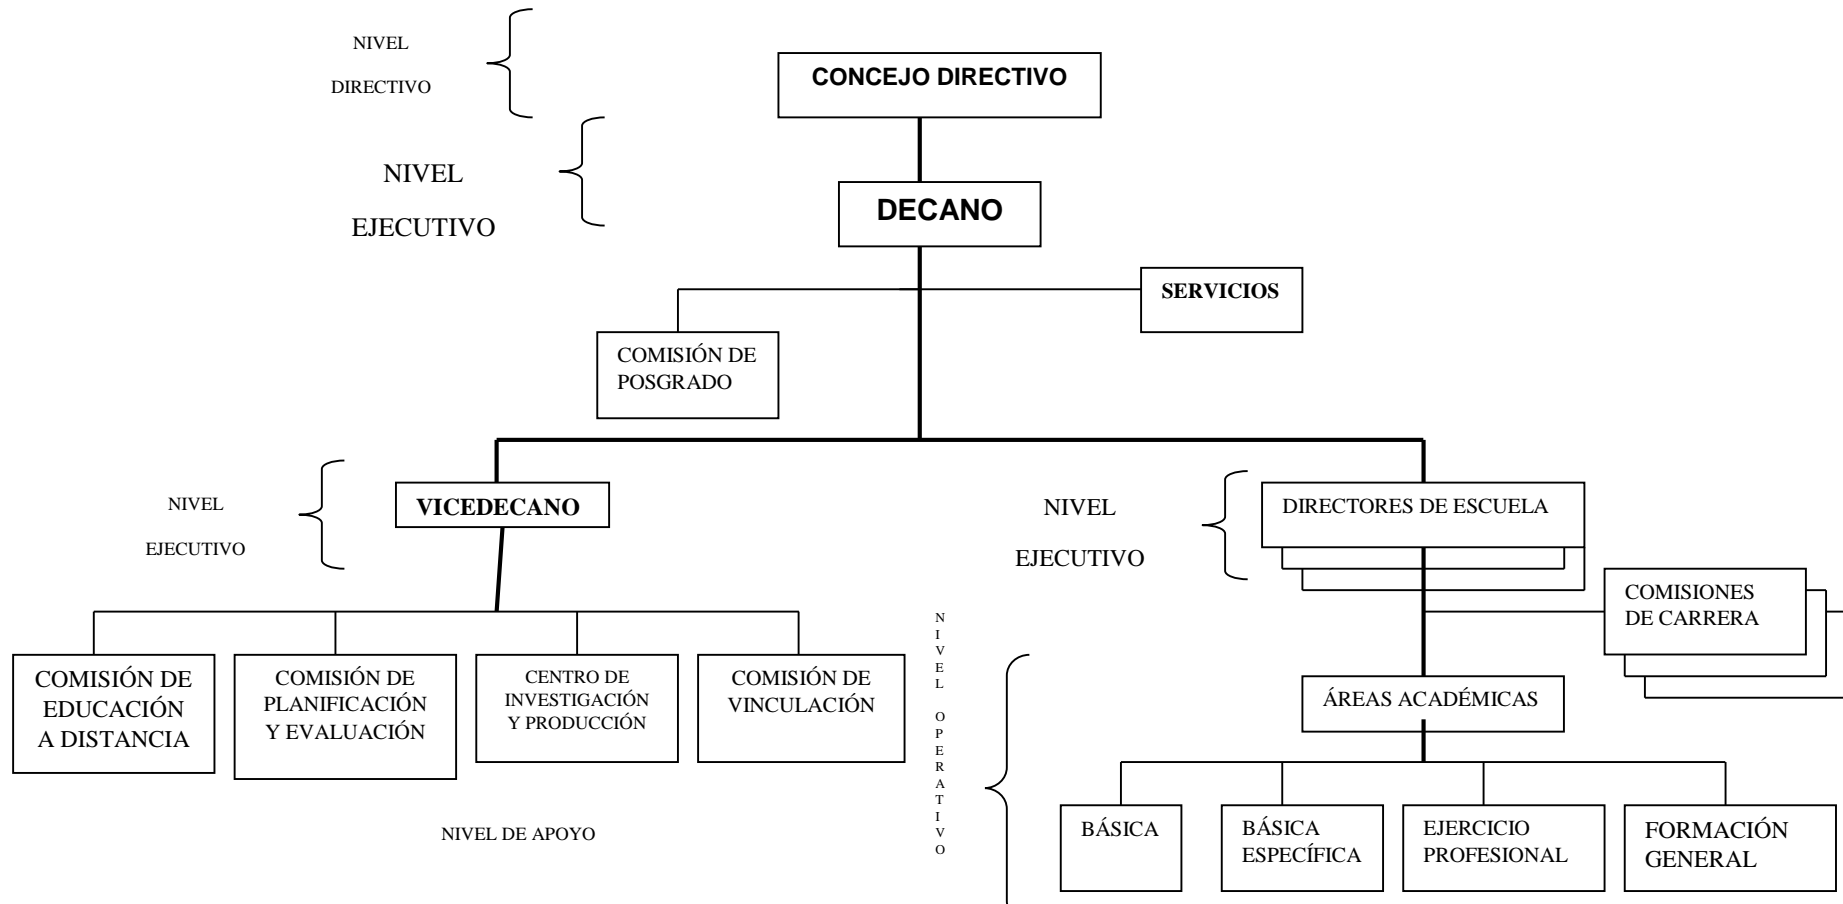 NIVEL
DIRECTIVO
CONCEJO DIRECTIVO
NIVEL
EJECUTIVO
DECANO
SERVICIOS
COMISIÓN DE
POSGRADO
NIVEL
EJECUTIVO
VICEDECANO
NIVEL
EJECUTIVO
DIRECTORES DE ESCUELA
COMISIONES
DE CARRERA
COMISIÓN DE
EDUCACIÓN
A DISTANCIA
COMISIÓN DE
PLANIFICACIÓN
Y EVALUACIÓN
CENTRO DE
INVESTIGACIÓN
Y PRODUCCIÓN
COMISIÓN DE
VINCULACIÓN
NIVEL OPERATIVO
ÁREAS ACADÉMICAS
BÁSICA
BÁSICA
ESPECÍFICA
EJERCICIO
PROFESIONAL
FORMACIÓN
GENERAL
NIVEL DE APOYO